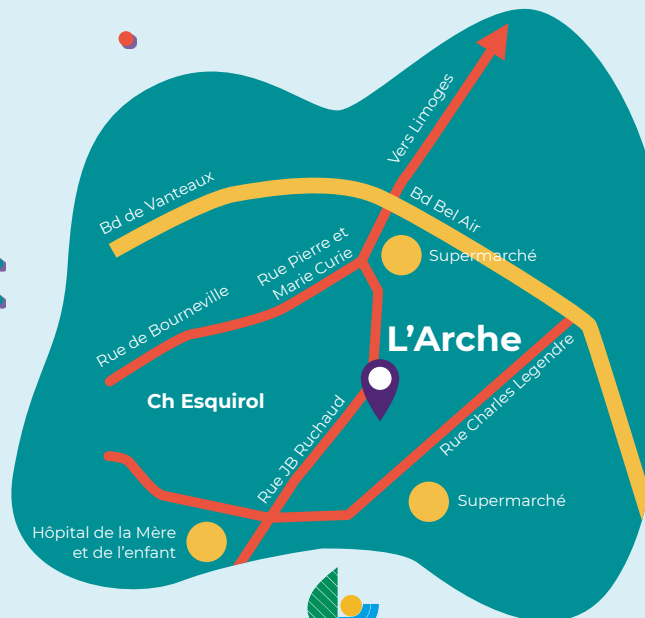 Vers Limoges
Bd de Vanteaux
Bd Bel Air
Rue Pierre et
Marie Curie
Supermarché
Rue de Bourneville
L'Arche
Ch Esquirol
Rue Charles Legendre
Rue JB Ruchaud
Supermarché
Hôpital de la Mère
et de l'enfant